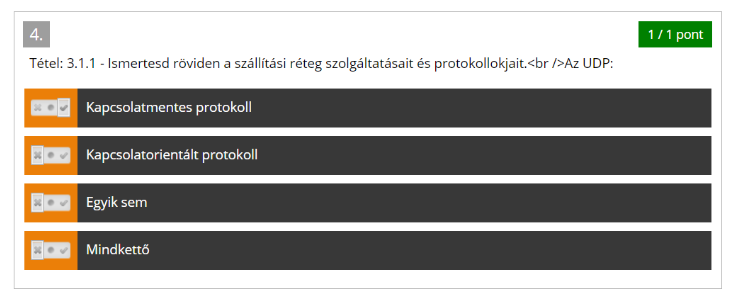 4.
1 / 1 pont
Tétel: 3.1.1 - Ismertesd röviden a szállítási réteg szolgáltatásait és protokollokjait.<br />Az UDP:
Kapcsolatmentes protokoll
Kapcsolatorientált protokoll
Egyik sem
Mindkettő